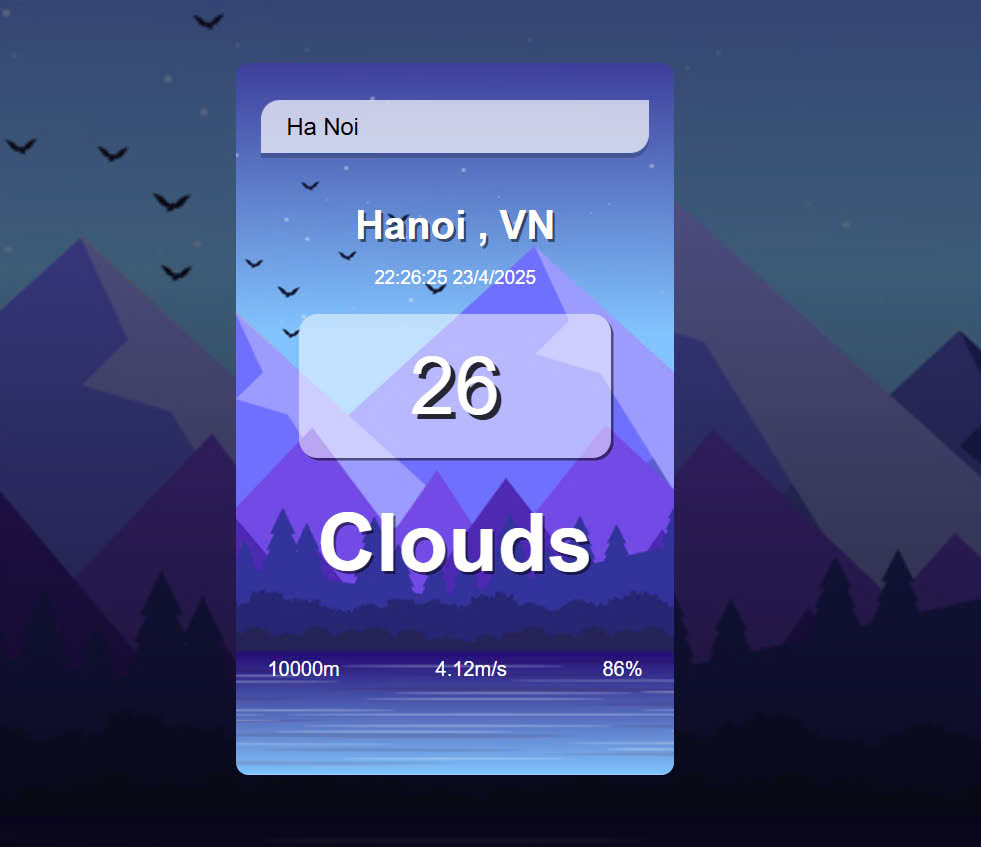 Ha Noi
Hanoi , VN
22:26:25 23/4/2025
26
Clouds
10000m 4.12m/s 86%